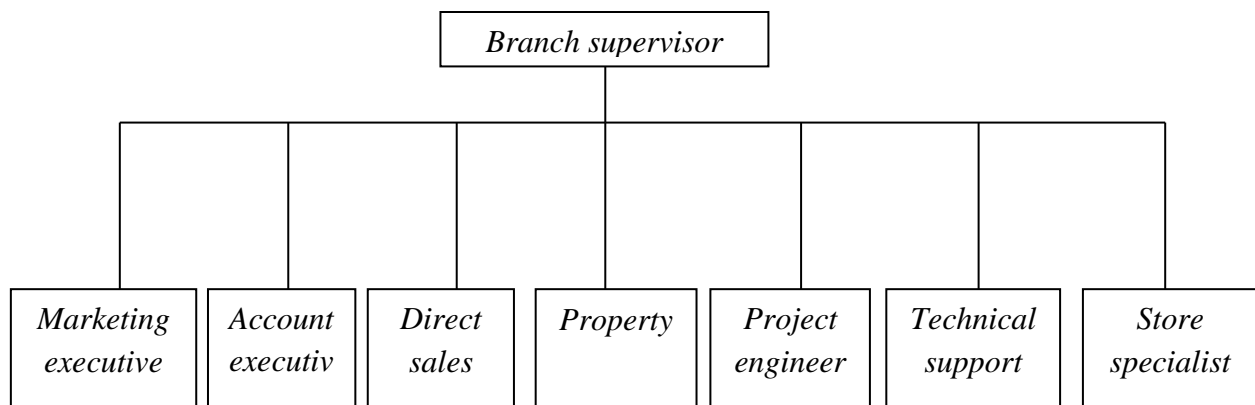 Branch supervisor
Marketing
executive
Account
executiv
Direct
sales
Property
Project
engineer
Technical
support
Store
specialist